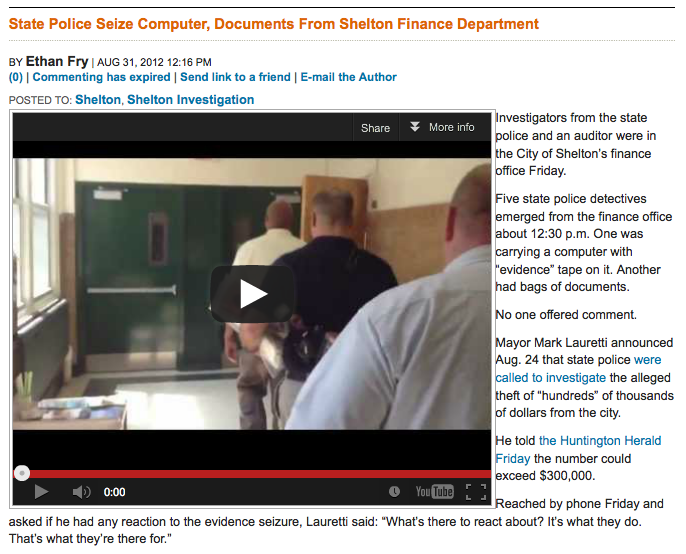 State Police Seize Computer, Documents From Shelton Finance Department
BY Ethan Fry | AUG 31, 2012 12:16 PM
(0) | Commenting has expired | Send link to a friend | E-mail the Author
POSTED TO: Shelton, Shelton Investigation
Share More info
0:00
YouTube
Investigators from the state
police and an auditor were in
the City of Shelton’s finance
office Friday.
Five state police detectives
emerged from the finance office
about 12:30 p.m. One was
carrying a computer with
“evidence” tape on it. Another
had bags of documents.
No one offered comment.
Mayor Mark Lauretti announced
Aug. 24 that state police were
called to investigate the alleged
theft of “hundreds” of thousands
of dollars from the city.
He told the Huntington Herald
Friday the number could
exceed $300,000.
Reached by phone Friday and
asked if he had any reaction to the evidence seizure, Lauretti said: “What’s there to react about? It’s what they do.
That’s what they’re there for.”